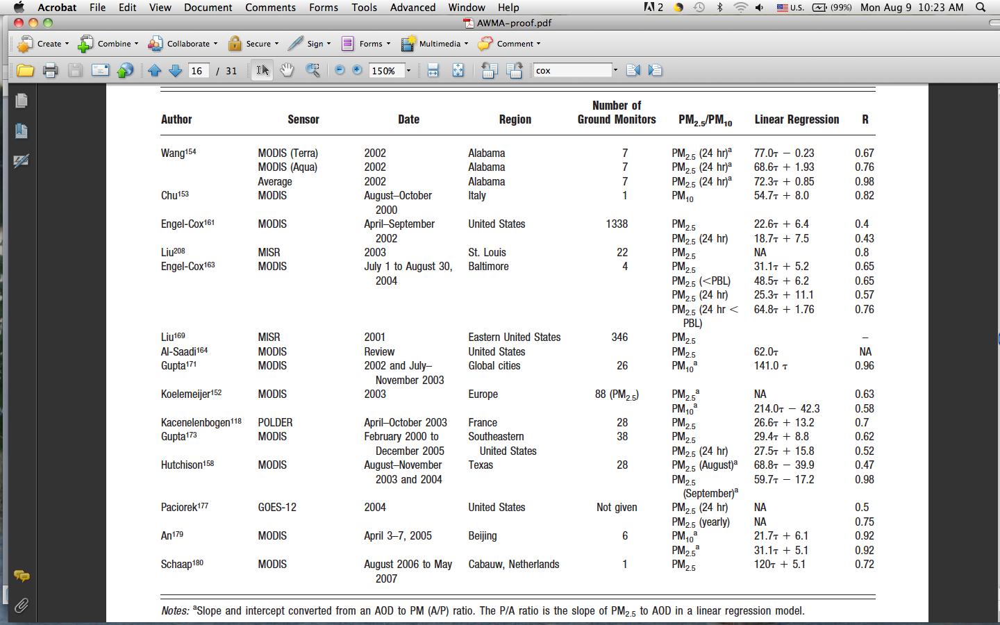 Acrobat File Edit View Document Comments Forms Tools Advanced Window Help 2 U.S. (99%) Mon Aug 9 10:23 AM
AWMA-proof.pdf
Create Combine Collaborate Secure Sign Forms Multimedia Comment
16 / 31 150% cox
Number of
Author Sensor Date Region Ground Monitors PM2.5/PM10 Linear Regression R
Wang154 MODIS (Terra) 2002 Alabama 7 PM2.5 (24 hr)a 77.0τ − 0.23 0.67
MODIS (Aqua) 2002 Alabama 7 PM2.5 (24 hr)a 68.6τ + 1.93 0.76
Average 2002 Alabama 7 PM2.5 (24 hr)a 72.3τ + 0.85 0.98
Chu153 MODIS August–October Italy 1 PM10 54.7τ + 8.0 0.82
2000
Engel-Cox161 MODIS April–September United States 1338 PM2.5 22.6τ + 6.4 0.4
2002 PM2.5 (24 hr) 18.7τ + 7.5 0.43
Liu208 MISR 2003 St. Louis 22 PM2.5 NA 0.8
Engel-Cox163 MODIS July 1 to August 30, Baltimore 4 PM2.5 31.1τ + 5.2 0.65
2004 PM2.5 (<PBL) 48.5τ + 6.2 0.65
PM2.5 (24 hr) 25.3τ + 11.1 0.57
PM2.5 (24 hr < 64.8τ + 1.76 0.76
PBL)
Liu169 MISR 2001 Eastern United States 346 PM2.5 –
Al-Saadi164 MODIS Review United States PM2.5 62.0τ NA
Gupta171 MODIS 2002 and July– Global cities 26 PM10a 141.0 τ 0.96
November 2003
Koelemeijer152 MODIS 2003 Europe 88 (PM2.5) PM2.5a NA 0.63
PM10a 214.0τ − 42.3 0.58
Kacenelenbogen118 POLDER April–October 2003 France 28 PM2.5 26.6τ + 13.2 0.7
Gupta173 MODIS February 2000 to Southeastern 38 PM2.5 29.4τ + 8.8 0.62
December 2005 United States PM2.5 (24 hr) 27.5τ + 15.8 0.52
Hutchison158 MODIS August–November Texas 28 PM2.5 (August)a 68.8τ − 39.9 0.47
2003 and 2004 PM2.5 59.7τ − 17.2 0.98
(September)a
Paciorek177 GOES-12 2004 United States Not given PM2.5 (24 hr) NA 0.5
PM2.5 (yearly) NA 0.75
An179 MODIS April 3–7, 2005 Beijing 6 PM10a 21.7τ + 6.1 0.92
PM2.5a 31.1τ + 5.1 0.92
Schaap180 MODIS August 2006 to May Cabauw, Netherlands 1 PM2.5 120τ + 5.1 0.72
2007
Notes: aSlope and intercept converted from an AOD to PM (A/P) ratio. The P/A ratio is the slope of PM2.5 to AOD in a linear regression model.